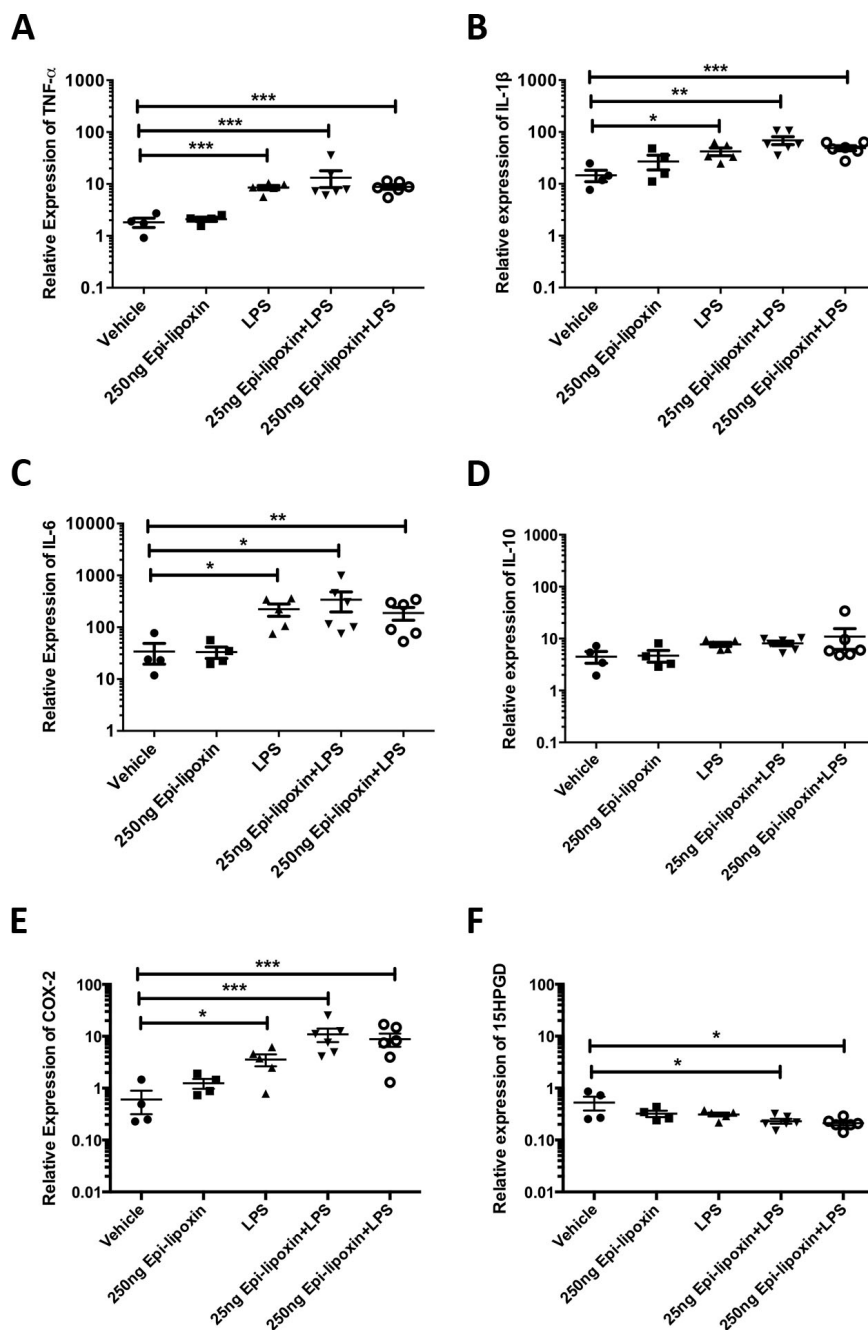 A
Relative Expression of TNF-α
1000
100
10
1
0.1
***
***
***
Vehicle
250ng Epi-lipoxin
LPS
25ng Epi-lipoxin+LPS
250ng Epi-lipoxin+LPS
B
Relative expression of IL-1β
1000
100
10
1
0.1
***
**
*
Vehicle
250ng Epi-lipoxin
LPS
25ng Epi-lipoxin+LPS
250ng Epi-lipoxin+LPS
C
Relative Expression of IL-6
10000
1000
100
10
1
**
*
*
Vehicle
250ng Epi-lipoxin
LPS
25ng Epi-lipoxin+LPS
250ng Epi-lipoxin+LPS
D
Relative expression of IL-10
1000
100
10
1
0.1
Vehicle
250ng Epi-lipoxin
LPS
25ng Epi-lipoxin+LPS
250ng Epi-lipoxin+LPS
E
Relative Expression of COX-2
100
10
1
0.10
0.01
***
***
*
Vehicle
250ng Epi-lipoxin
LPS
25ng Epi-lipoxin+LPS
250ng Epi-lipoxin+LPS
F
Relative expression of 15HPGD
100
10
1
0.10
0.01
*
*
Vehicle
250ng Epi-lipoxin
LPS
25ng Epi-lipoxin+LPS
250ng Epi-lipoxin+LPS